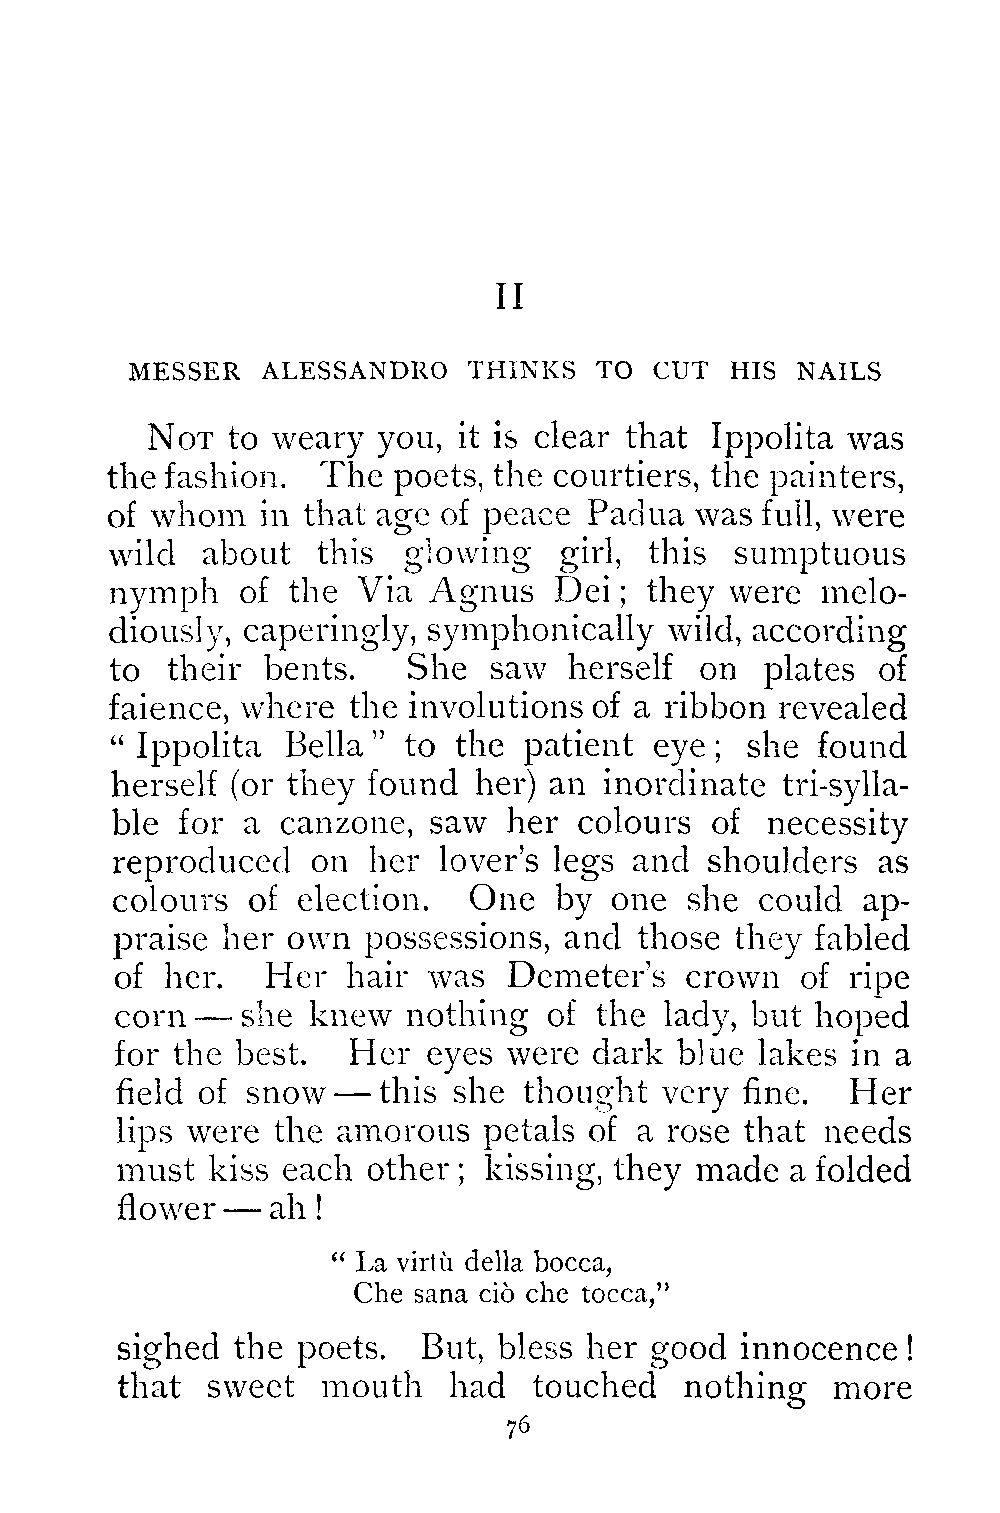 II
MESSER ALESSANDRO THINKS TO CUT HIS NAILS
NOT to weary you, it is clear that Ippolita was
the fashion. The poets, the courtiers, the painters,
of whom in that age of peace Padua was full, were
wild about this glowing girl, this sumptuous
nymph of the Via Agnus Dei; they were melo-
diously, caperingly, symphonically wild, according
to their bents. She saw herself on plates of
faience, where the involutions of a ribbon revealed
“ Ippolita Bella” to the patient eye; she found
herself (or they found her) an inordinate tri-sylla-
ble for a canzone, saw her colours of necessity
reproduced on her lover’s legs and shoulders as
colours of election. One by one she could ap-
praise her own possessions, and those they fabled
of her. Her hair was Demeter’s crown of ripe
corn — she knew nothing of the lady, but hoped
for the best. Her eyes were dark blue lakes in a
field of snow — this she thought very fine. Her
lips were the amorous petals of a rose that needs
must kiss each other; kissing, they made a folded
flower — ah!
“ La virtù della bocca,
Che sana ciò che tocca,”
sighed the poets. But, bless her good innocence!
that sweet mouth had touched nothing more
76